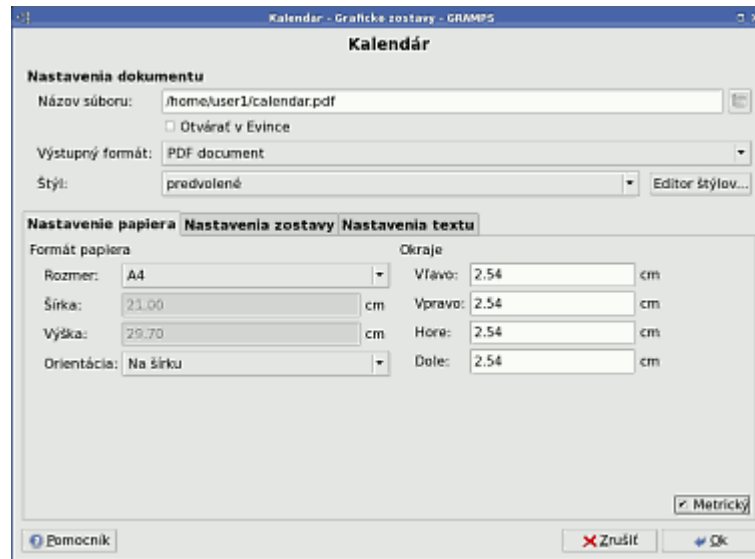 Kalendár - Grafické zostavy - GRAMPS
Kalendár
Nastavenia dokumentu
Názov súboru: /home/user1/calendar.pdf
Otvárať v Evince
Výstupný formát: PDF document
Štýl: predvolené Editor štýlov...
Nastavenie papiera Nastavenia zostavy Nastavenia textu
Formát papiera Okraje
Rozmer: A4 Vľavo: 2.54 cm
Šírka: 21.00 cm Vpravo: 2.54 cm
Výška: 29.70 cm Hore: 2.54 cm
Orientácia: Na šírku Dole: 2.54 cm
Metrický
Pomocník Zrušiť Ok